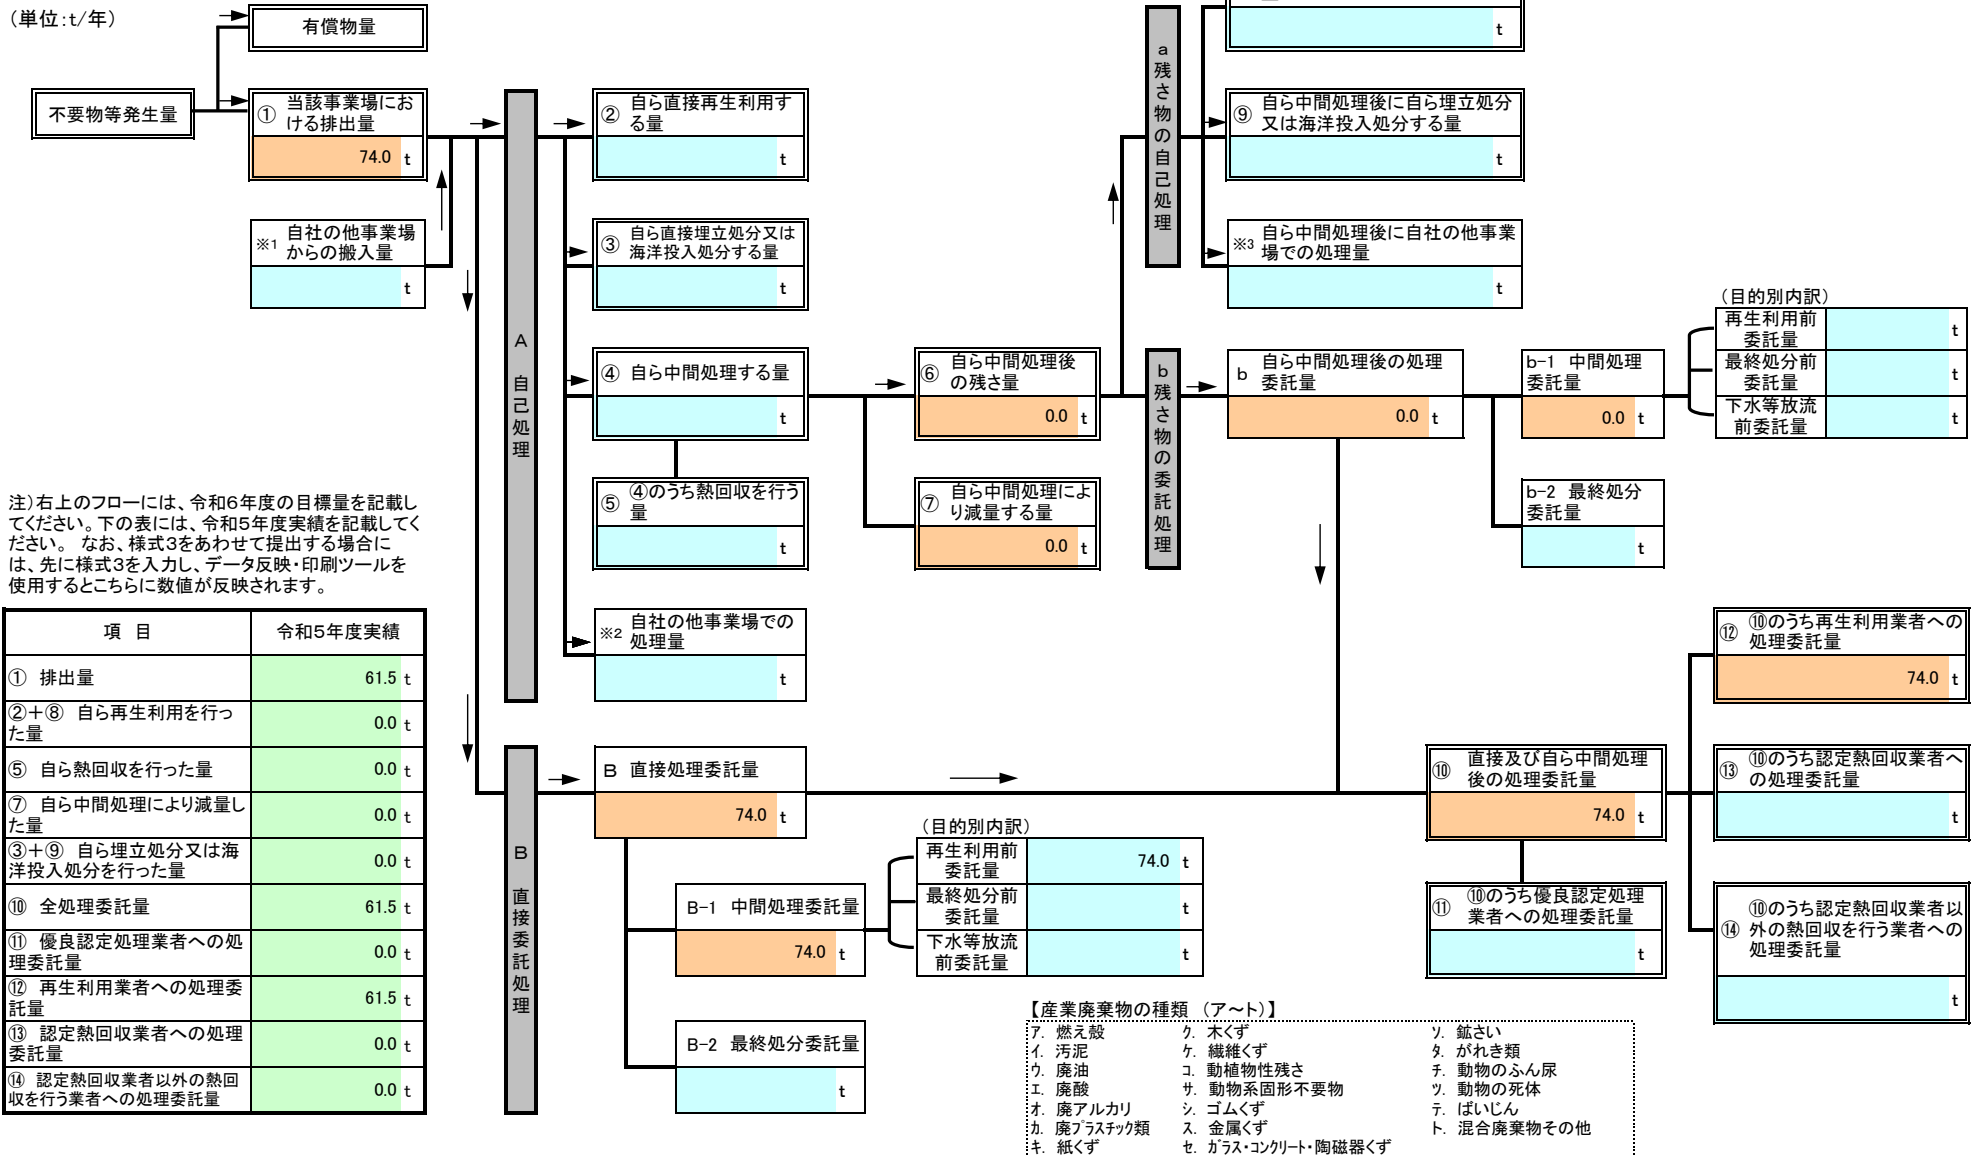 （単位：t/年）
有償物量
不要物等発生量
① 当該事業場にお
ける排出量
74.0 t
※1 自社の他事業場
からの搬入量
t
A 自己処理
② 自ら直接再生利用す
る量
t
③ 自ら直接埋立処分又は
海洋投入処分する量
t
④ 自ら中間処理する量
t
⑤ ④のうち熱回収を行う
量
t
※2 自社の他事業場での
処理量
t
⑥ 自ら中間処理後
の残さ量
0.0 t
⑦ 自ら中間処理によ
り減量する量
0.0 t
a 残さ物の自己処理
t
⑨ 自ら中間処理後に自ら埋立処分
又は海洋投入処分する量
t
※3 自ら中間処理後に自社の他事業
場での処理量
t
b 残さ物の委託処理
b 自ら中間処理後の処理
委託量
0.0 t
b-1 中間処理
委託量
0.0 t
b-2 最終処分
委託量
t
（目的別内訳）
再生利用前
委託量
t
最終処分前
委託量
t
下水等放流
前委託量
t
注）右上のフローには、令和6年度の目標量を記載し
てください。下の表には、令和5年度実績を記載してく
ださい。 なお、様式3をあわせて提出する場合に
は、先に様式3を入力し、データ反映・印刷ツールを
使用するとこちらに数値が反映されます。
項 目 令和5年度実績
① 排出量 61.5 t
②＋⑧ 自ら再生利用を行っ
た量 0.0 t
⑤ 自ら熱回収を行った量 0.0 t
⑦ 自ら中間処理により減量し
た量 0.0 t
③＋⑨ 自ら埋立処分又は海
洋投入処分を行った量 0.0 t
⑩ 全処理委託量 61.5 t
⑪ 優良認定処理業者への処
理委託量 0.0 t
⑫ 再生利用業者への処理委
託量 61.5 t
⑬ 認定熱回収業者への処理
委託量 0.0 t
⑭ 認定熱回収業者以外の熱回
収を行う業者への処理委託量 0.0 t
B 直接委託処理
B 直接処理委託量
74.0 t
B-1 中間処理委託量
74.0 t
B-2 最終処分委託量
t
（目的別内訳）
再生利用前
委託量
74.0 t
最終処分前
委託量
t
下水等放流
前委託量
t
⑩ 直接及び自ら中間処理
後の処理委託量
74.0 t
⑪ ⑩のうち優良認定処理
業者への処理委託量
t
⑫ ⑩のうち再生利用業者への
処理委託量
74.0 t
⑬ ⑩のうち認定熱回収業者へ
の処理委託量
t
⑭ ⑩のうち認定熱回収業者以
外の熱回収を行う業者への
処理委託量
t
【産業廃棄物の種類 （ア～ト）】
ア. 燃え殻 ク. 木くず ソ. 鉱さい
イ. 汚泥 ケ. 繊維くず タ. がれき類
ウ. 廃油 コ. 動植物性残さ チ. 動物のふん尿
エ. 廃酸 サ. 動物系固形不要物 ツ. 動物の死体
オ. 廃アルカリ シ. ゴムくず テ. ばいじん
カ. 廃プラスチック類 ス. 金属くず ト. 混合廃棄物その他
キ. 紙くず セ. ガラス・コンクリート・陶磁器くず